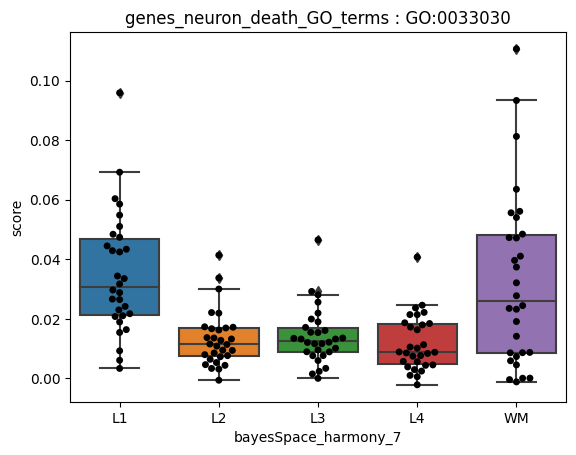 genes_neuron_death_GO_terms : GO:0033030
score
0.10
0.08
0.06
0.04
0.02
0.00
L1 L2 L3 L4 WM
bayesSpace_harmony_7